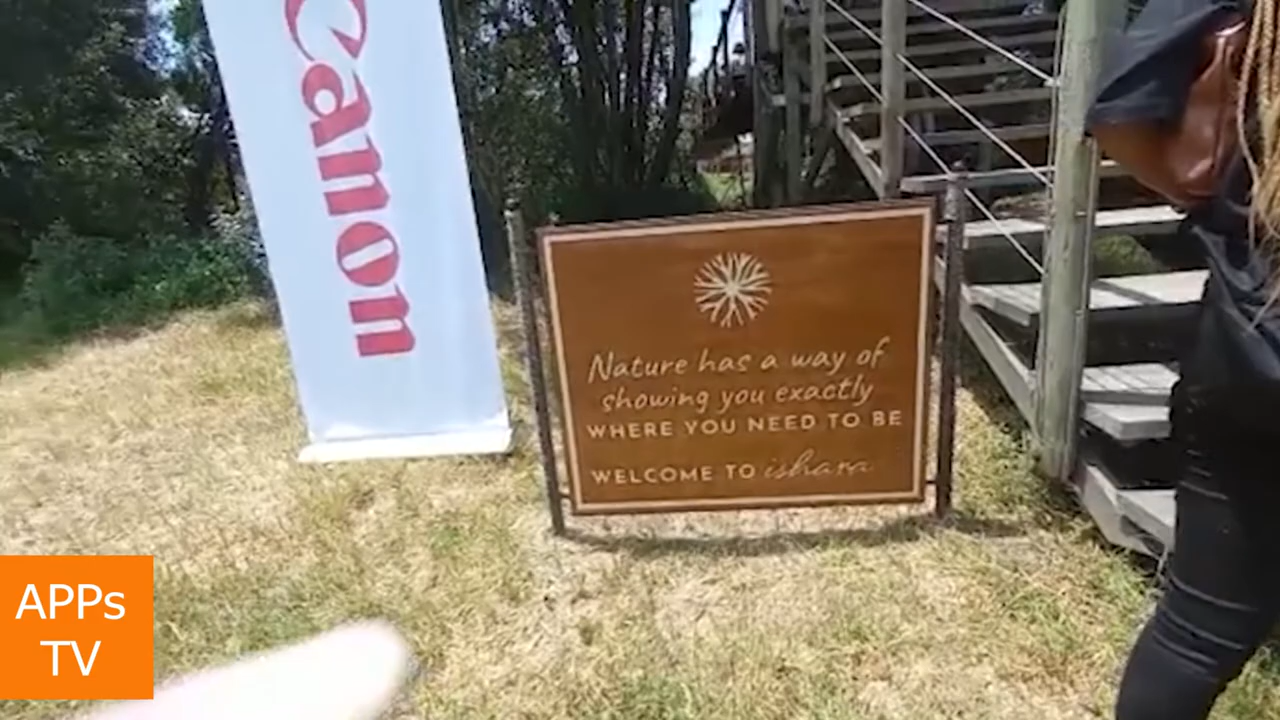 Canon
Nature has a way of
showing you exactly
WHERE YOU NEED TO BE
WELCOME TO ishara
APPs
TV